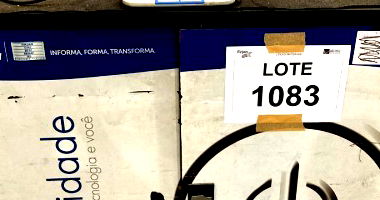 INFORMA, FORMA, TRANSFORMA
LOTE
1083
idade
cnologia e você